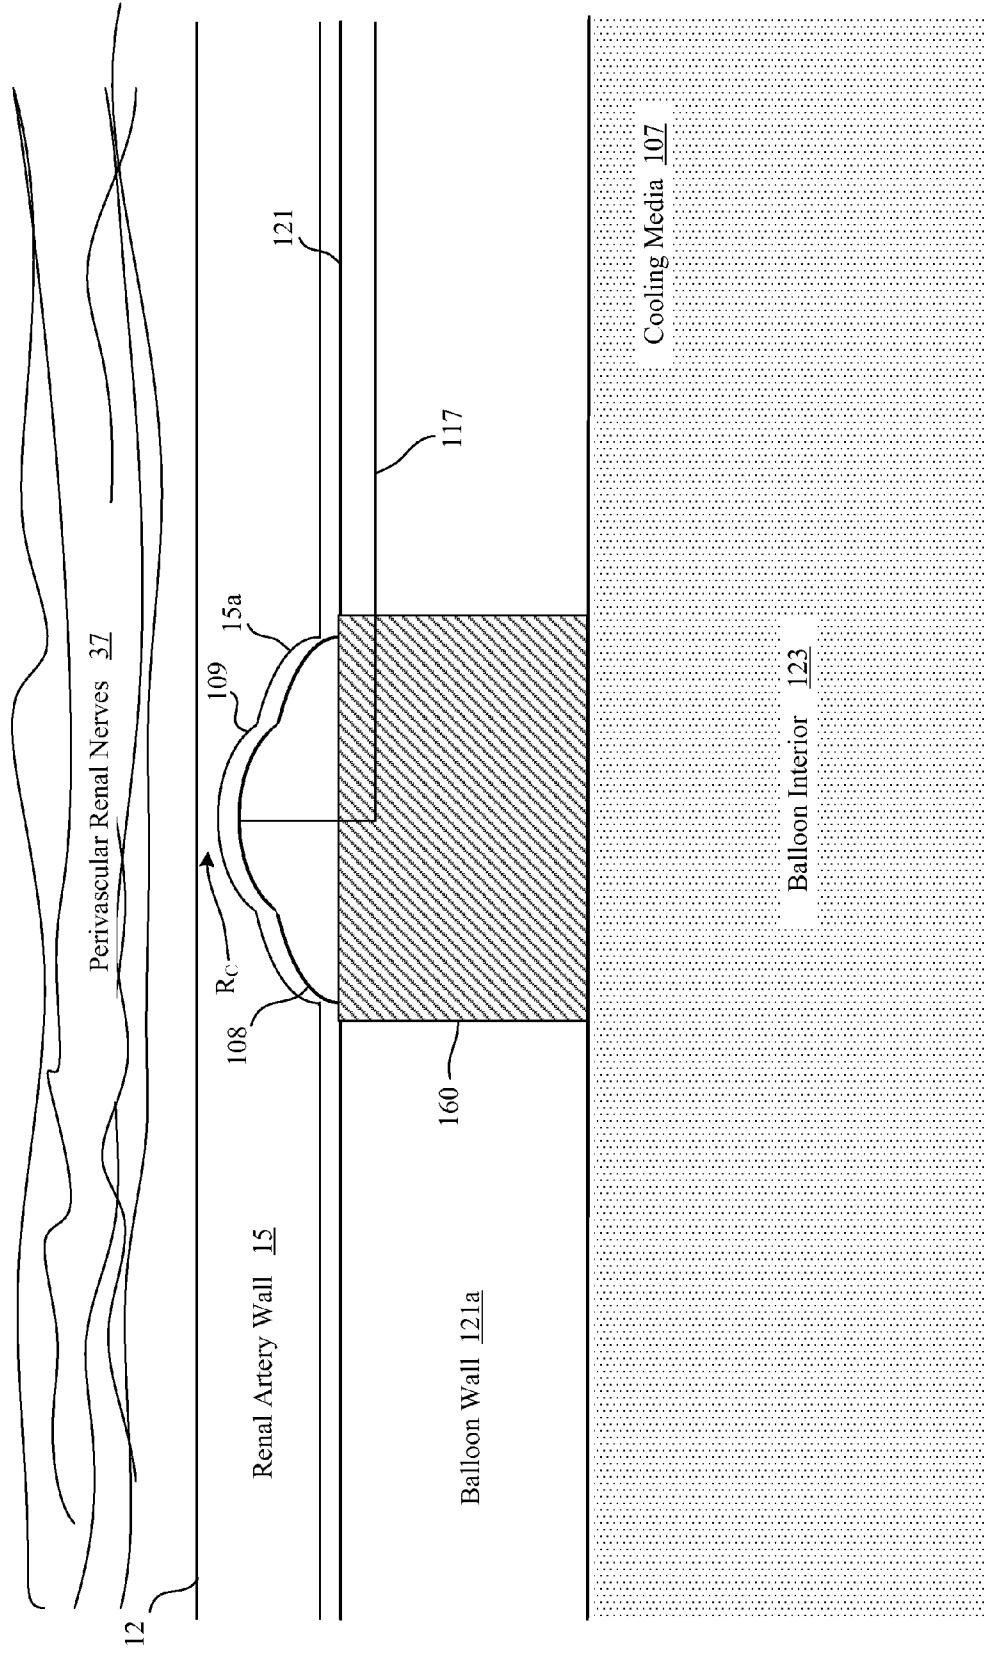 12
Perivascular Renal Nerves 37
Renal Artery Wall 15
108
R_C
109
15a
121
117
160
Balloon Wall 121a
Cooling Media 107
Balloon Interior 123